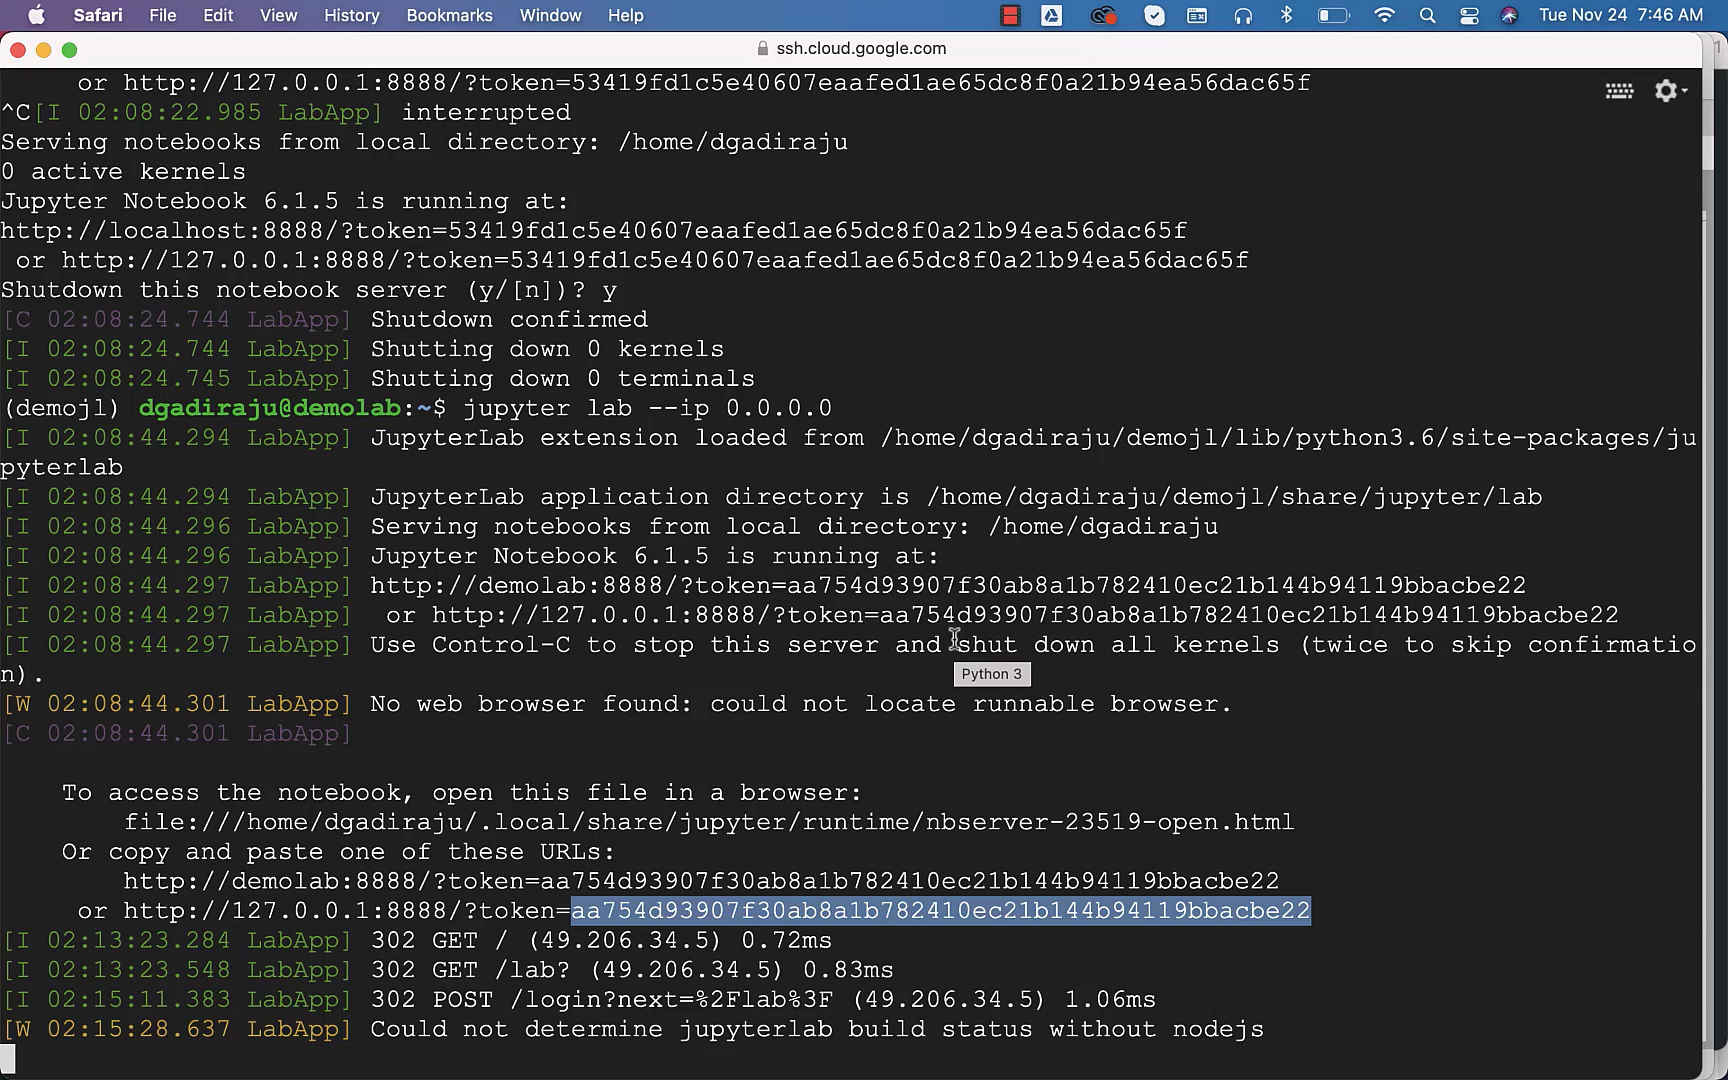 Safari File Edit View History Bookmarks Window Help Tue Nov 24 7:46 AM
ssh.cloud.google.com
or http://127.0.0.1:8888/?token=53419fd1c5e40607eaafed1ae65dc8f0a21b94ea56dac65f
^C[I 02:08:22.985 LabApp] interrupted
Serving notebooks from local directory: /home/dgadiraju
0 active kernels
Jupyter Notebook 6.1.5 is running at:
http://localhost:8888/?token=53419fd1c5e40607eaafed1ae65dc8f0a21b94ea56dac65f
or http://127.0.0.1:8888/?token=53419fd1c5e40607eaafed1ae65dc8f0a21b94ea56dac65f
Shutdown this notebook server (y/[n])? y
[C 02:08:24.744 LabApp] Shutdown confirmed
[I 02:08:24.744 LabApp] Shutting down 0 kernels
[I 02:08:24.745 LabApp] Shutting down 0 terminals
(demojl) dgadiraju@demolab:~$ jupyter lab --ip 0.0.0.0
[I 02:08:44.294 LabApp] JupyterLab extension loaded from /home/dgadiraju/demojl/lib/python3.6/site-packages/ju
pyterlab
[I 02:08:44.294 LabApp] JupyterLab application directory is /home/dgadiraju/demojl/share/jupyter/lab
[I 02:08:44.296 LabApp] Serving notebooks from local directory: /home/dgadiraju
[I 02:08:44.296 LabApp] Jupyter Notebook 6.1.5 is running at:
[I 02:08:44.297 LabApp] http://demolab:8888/?token=aa754d93907f30ab8a1b782410ec21b144b94119bbacbe22
[I 02:08:44.297 LabApp]  or http://127.0.0.1:8888/?token=aa754d93907f30ab8a1b782410ec21b144b94119bbacbe22
[I 02:08:44.297 LabApp] Use Control-C to stop this server and shut down all kernels (twice to skip confirmatio
n).
Python 3
[W 02:08:44.301 LabApp] No web browser found: could not locate runnable browser.
[C 02:08:44.301 LabApp]
To access the notebook, open this file in a browser:
file:///home/dgadiraju/.local/share/jupyter/runtime/nbserver-23519-open.html
Or copy and paste one of these URLs:
http://demolab:8888/?token=aa754d93907f30ab8a1b782410ec21b144b94119bbacbe22
or http://127.0.0.1:8888/?token=aa754d93907f30ab8a1b782410ec21b144b94119bbacbe22
[I 02:13:23.284 LabApp] 302 GET / (49.206.34.5) 0.72ms
[I 02:13:23.548 LabApp] 302 GET /lab? (49.206.34.5) 0.83ms
[I 02:15:11.383 LabApp] 302 POST /login?next=%2Flab%3F (49.206.34.5) 1.06ms
[W 02:15:28.637 LabApp] Could not determine jupyterlab build status without nodejs